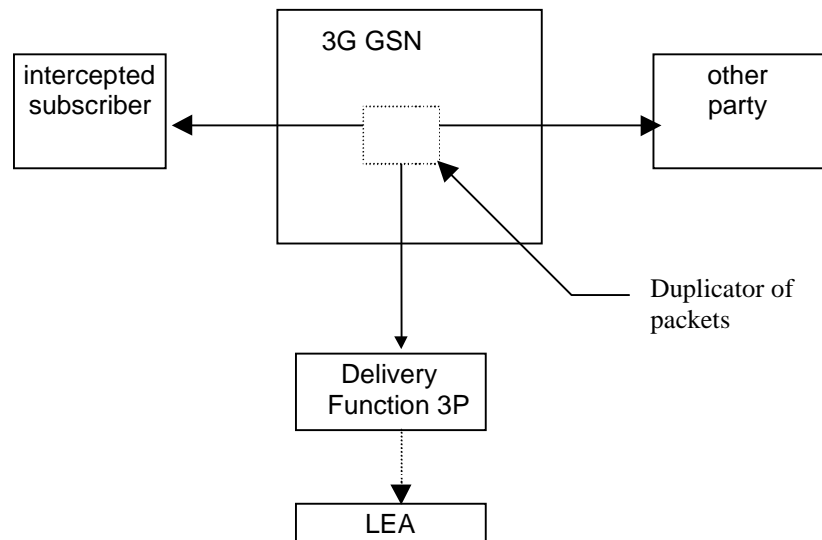 3G GSN
intercepted
subscriber
other
party
Duplicator of
packets
Delivery
Function 3P
LEA